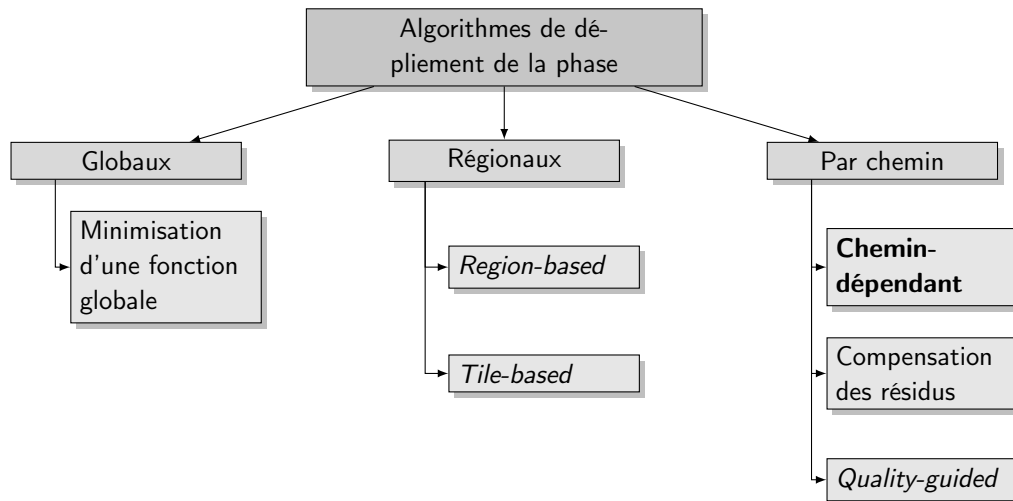 Algorithmes de dé-
pliement de la phase
Globaux
Minimisation
d'une fonction
globale
Régionaux
Region-based
Tile-based
Par chemin
Chemin-
dépendant
Compensation
des résidus
Quality-guided